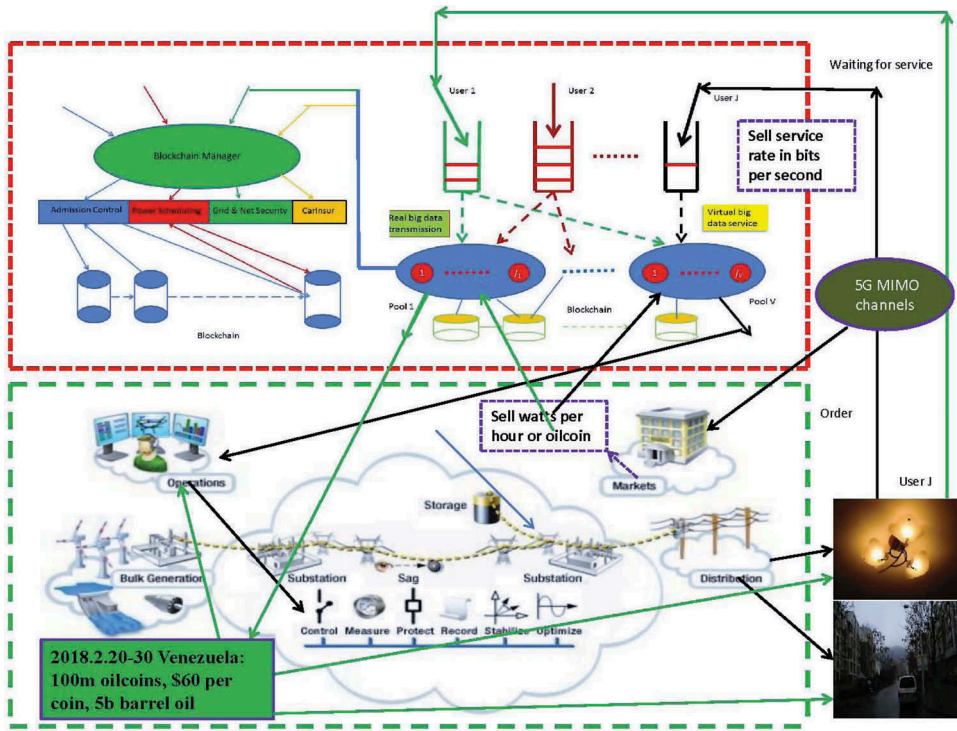 Waiting for service
User 1
User 2
User J
Sell service
rate in bits
per second
Blockchain Manager
Admission Control
Power Scheduling
Grid & Net Security
CarInsur
Real big data
transmission
Virtual big
data service
1
J₁
1
Pool 1
Blockchain
Pool V
Blockchain
5G MIMO
channels
Sell watts per
hour or oilcoin
Order
Operations
Markets
User J
Storage
Bulk Generation
Substation
Sag
Substation
Distribution
Control
Measure
Protect
Record
Stabilize
Optimize
2018.2.20-30 Venezuela:
100m oilcoins, $60 per
coin, 5b barrel oil